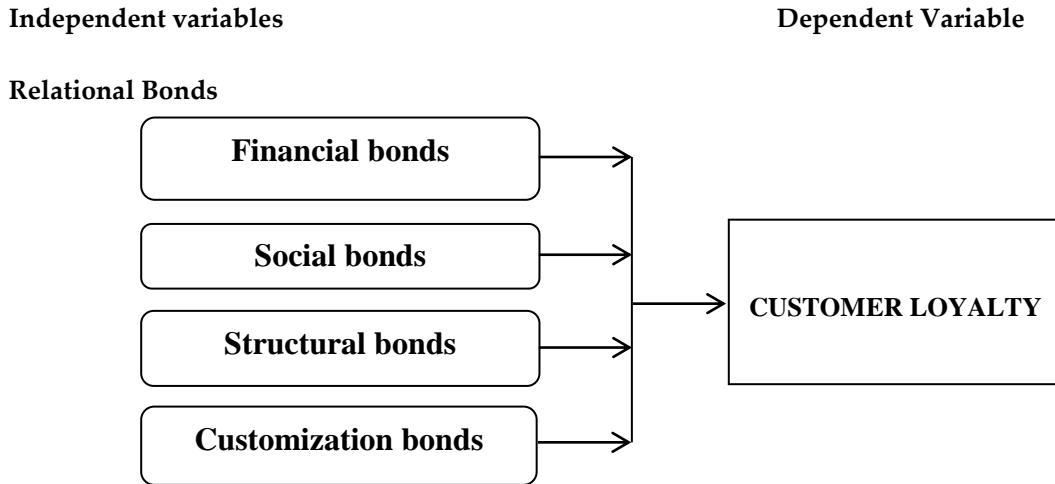 Independent variables
Dependent Variable
Relational Bonds
Financial bonds
Social bonds
Structural bonds
Customization bonds
CUSTOMER LOYALTY